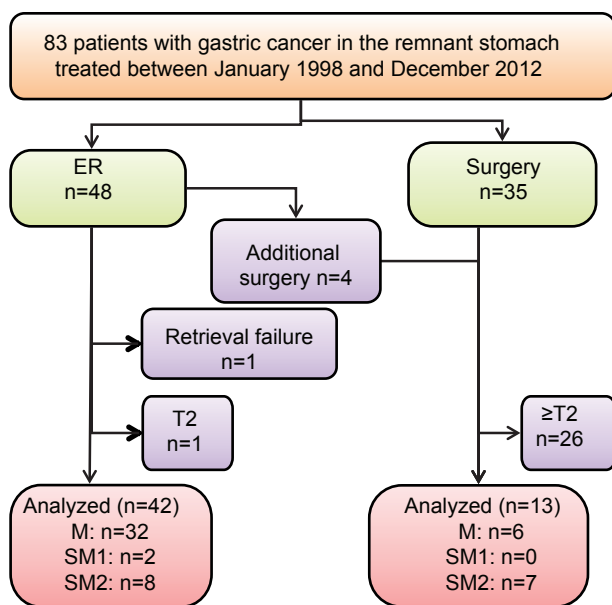 83 patients with gastric cancer in the remnant stomach
treated between January 1998 and December 2012
ER
n=48
Surgery
n=35
Additional
surgery n=4
Retrieval failure
n=1
T2
n=1
≥T2
n=26
Analyzed (n=42)
M: n=32
SM1: n=2
SM2: n=8
Analyzed (n=13)
M: n=6
SM1: n=0
SM2: n=7